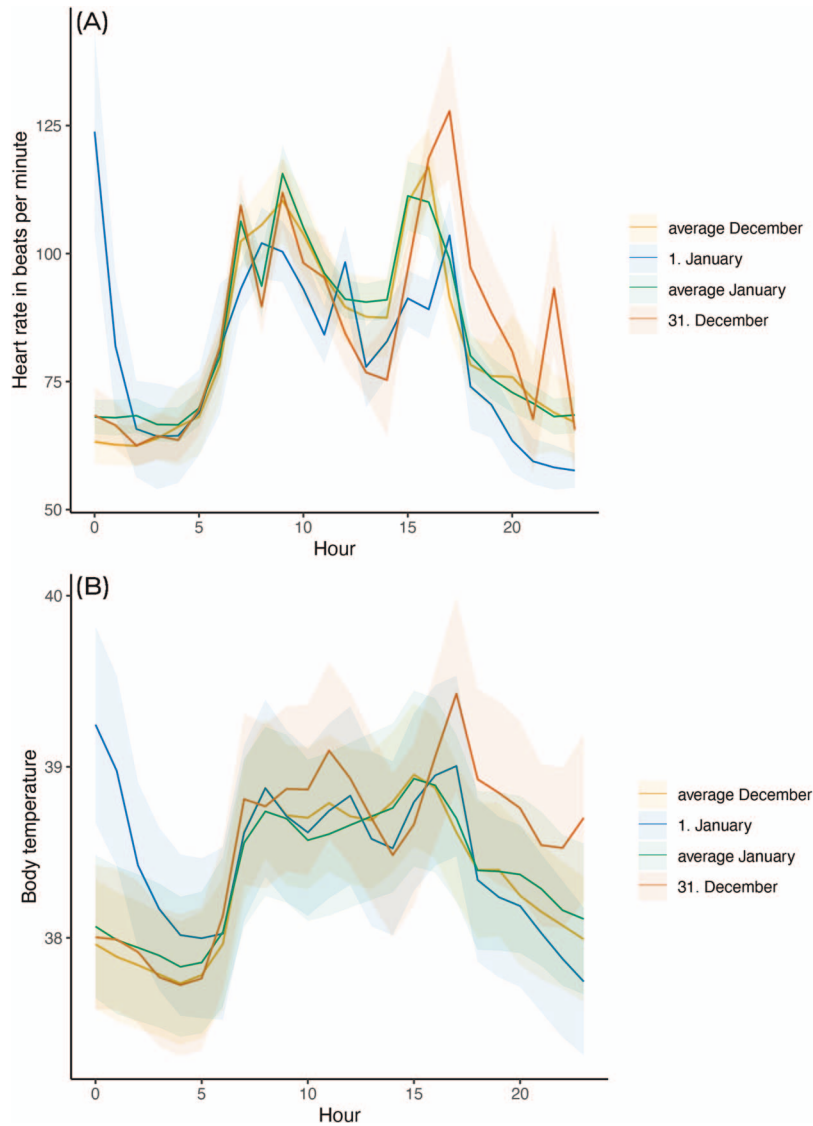 (A)
125
100
75
50
Heart rate in beats per minute
0 5 10 15 20
Hour
average December
1. January
average January
31. December
(B)
40
39
38
Body temperature
0 5 10 15 20
Hour
average December
1. January
average January
31. December